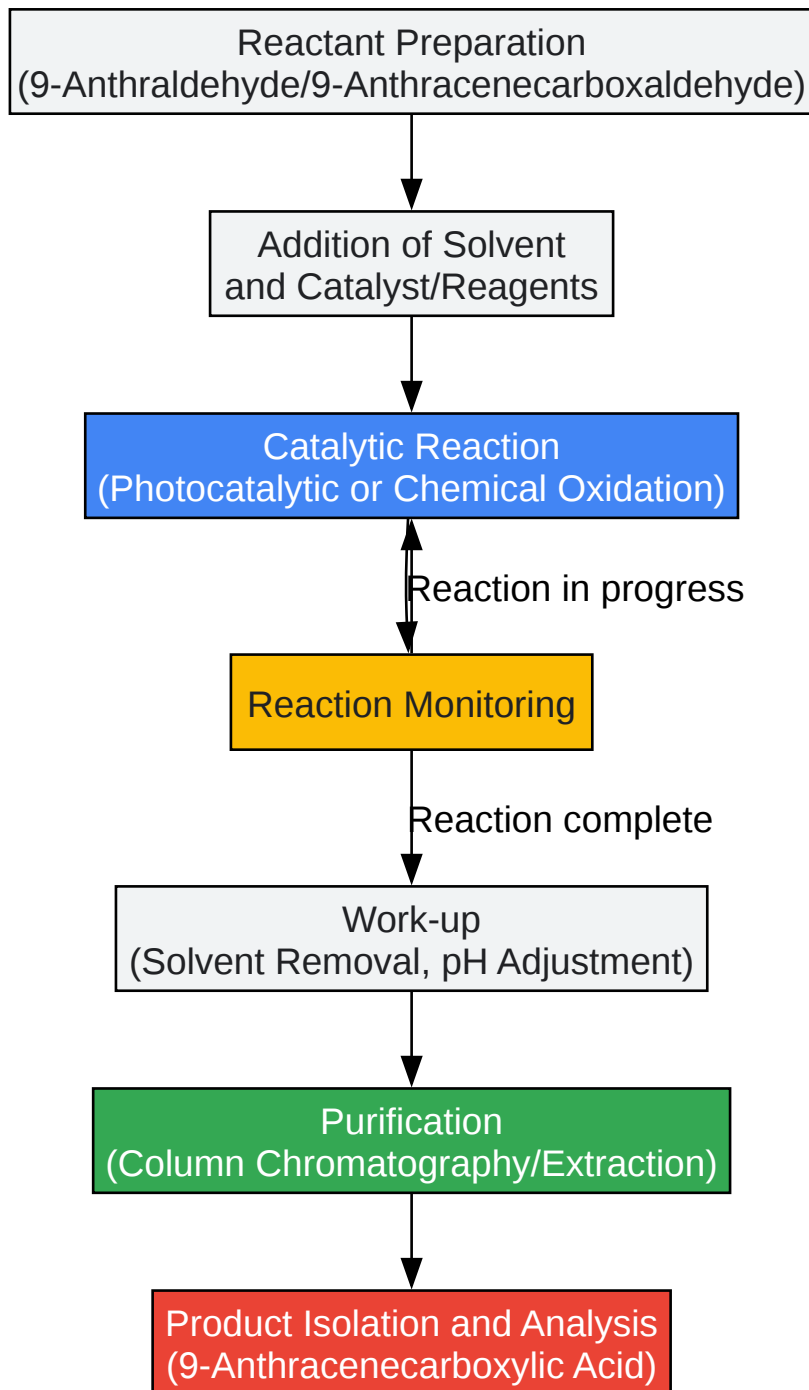 Reactant Preparation
(9-Anthraldehyde/9-Anthracenecarboxaldehyde)
Addition of Solvent
and Catalyst/Reagents
Catalytic Reaction
(Photocatalytic or Chemical Oxidation)
Reaction in progress
Reaction Monitoring
Reaction complete
Work-up
(Solvent Removal, pH Adjustment)
Purification
(Column Chromatography/Extraction)
Product Isolation and Analysis
(9-Anthracenecarboxylic Acid)